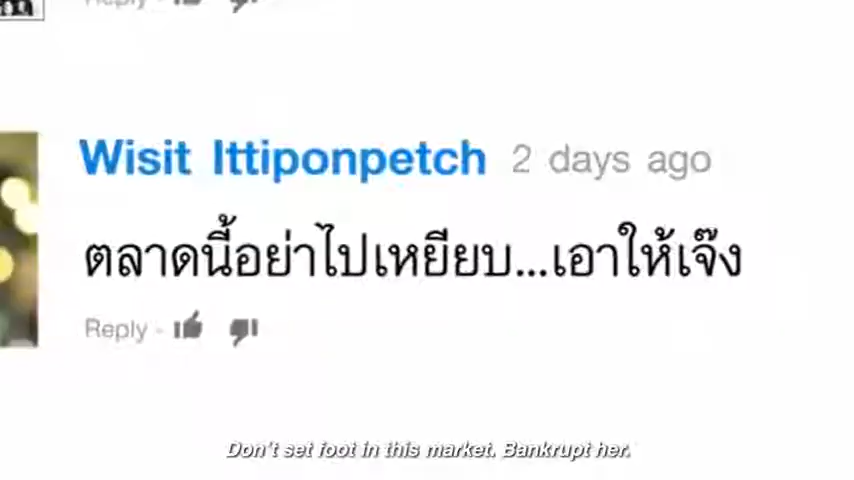 Reply
Wisit Ittiponpetch 2 days ago
ตลาดนี้อย่าไปเหยียบ...เอาให้เจ๊ง
Reply -
Don't set foot in this market. Bankrupt her.